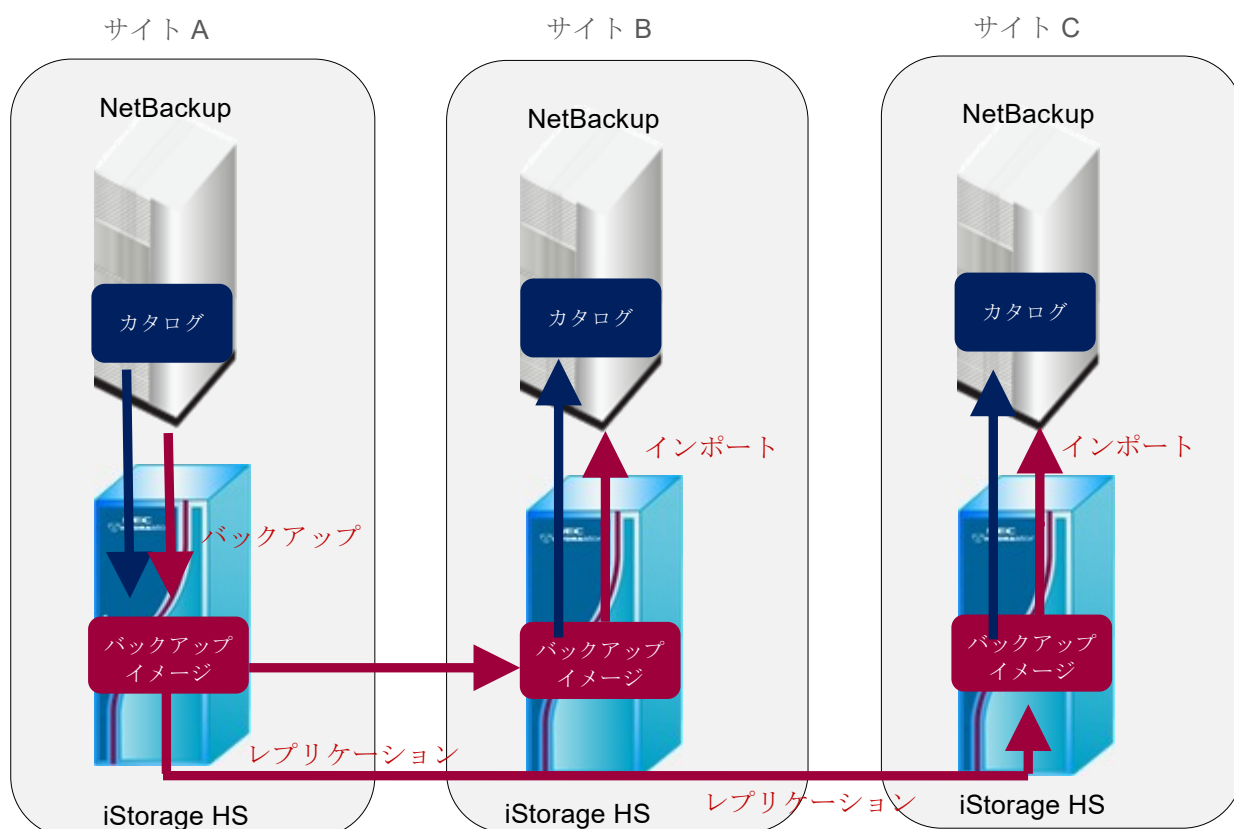 サイト A
サイト B
サイト C
NetBackup
NetBackup
NetBackup
カタログ
カタログ
カタログ
インポート
インポート
バックアップ
バックアップ
イメージ
バックアップ
イメージ
バックアップ
イメージ
レプリケーション
レプリケーション
iStorage HS
iStorage HS
iStorage HS